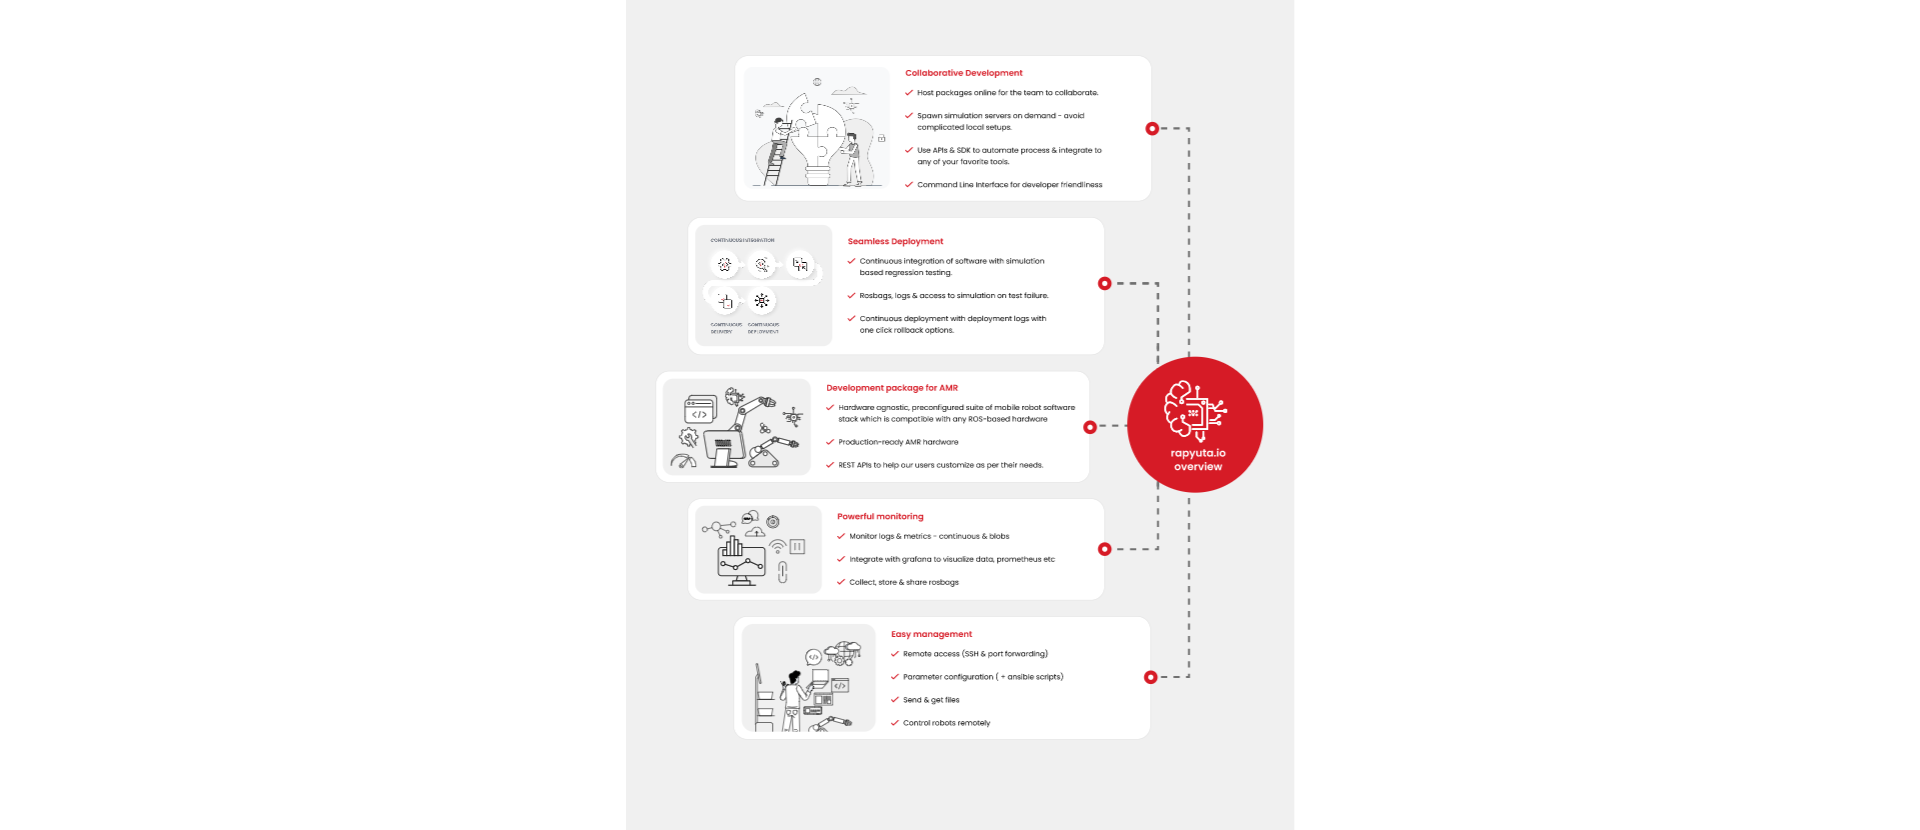 Collaborative Development
Host packages online for the team to collaborate.
Spawn simulation servers on demand - avoid
complicated local setups.
Use APIs & SDK to automate process & integrate to
any of your favorite tools.
Command Line Interface for developer friendliness
CONTINUOUS INTEGRATION
CONTINUOUS
DELIVERY
CONTINUOUS
DEPLOYMENT
Seamless Deployment
Continuous integration of software with simulation
based regression testing.
Rosbags, logs & access to simulation on test failure.
Continuous deployment with deployment logs with
one click rollback options.
Development package for AMR
Hardware agnostic, preconfigured suite of mobile robot software
stack which is compatible with any ROS-based hardware
Production-ready AMR hardware
REST APIs to help our users customize as per their needs.
rapyuta.io
overview
Powerful monitoring
Monitor logs & metrics - continuous & blobs
Integrate with grafana to visualize data, prometheus etc
Collect, store & share rosbags
Easy management
Remote access (SSH & port forwarding)
Parameter configuration ( + ansible scripts)
Send & get files
Control robots remotely